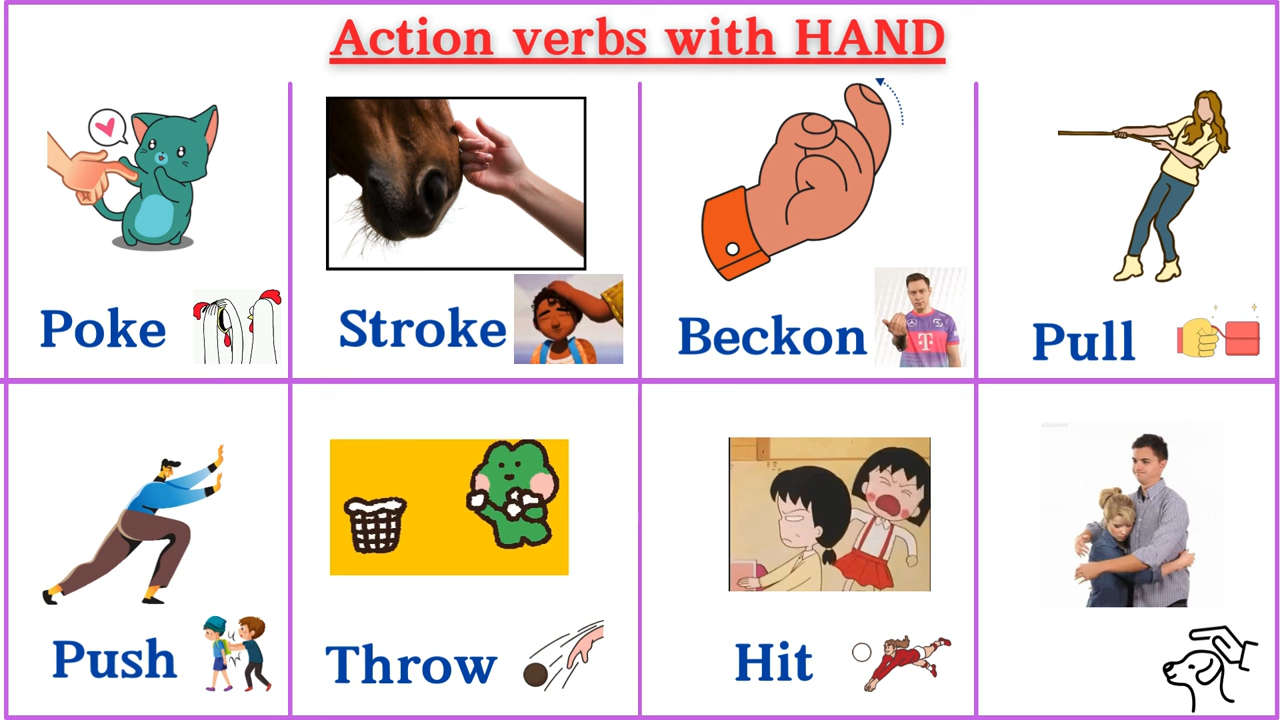 Action verbs with HAND
Poke
Stroke
Beckon
Pull
Push
Throw
Hit
T